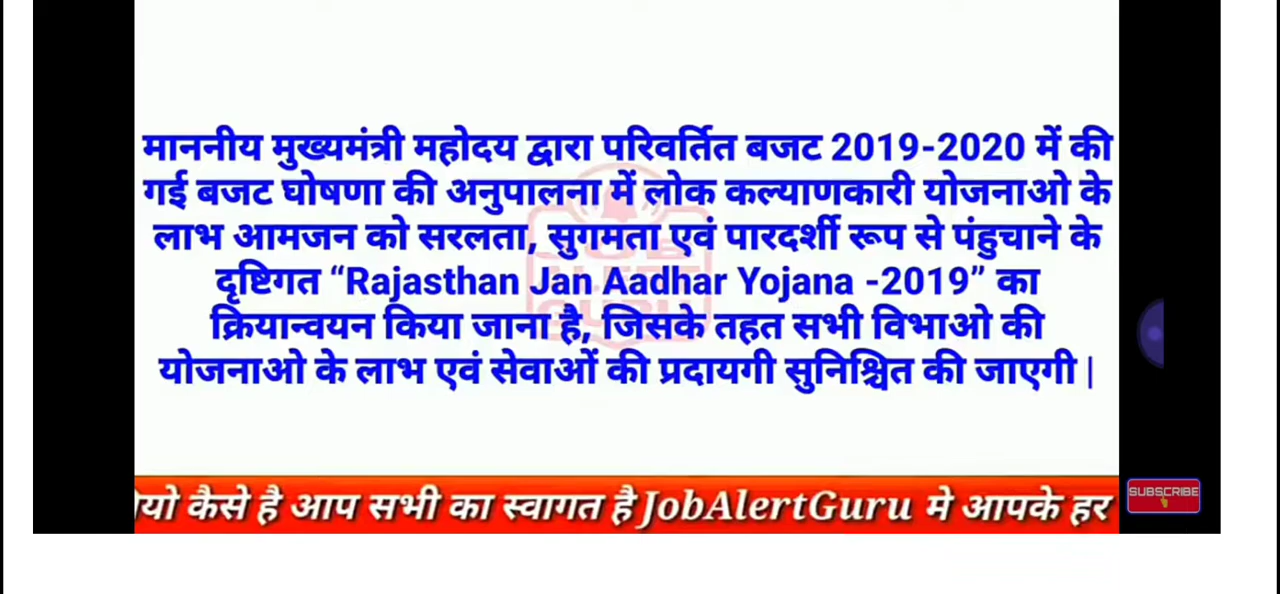 माननीय मुख्यमंत्री महोदय द्वारा परिवर्तित बजट 2019-2020 में की
गई बजट घोषणा की अनुपालना में लोक कल्याणकारी योजनाओ के
लाभ आमजन को सरलता, सुगमता एवं पारदर्शी रूप से पंहुचाने के
दृष्टिगत “Rajasthan Jan Aadhar Yojana -2019” का
क्रियान्वयन किया जाना है, जिसके तहत सभी विभाओ की
योजनाओ के लाभ एवं सेवाओं की प्रदायगी सुनिश्चित की जाएगी |
कैसे है आप सभी का स्वागत है JobAlertGuru मे आपके हर
SUBSCRIBE